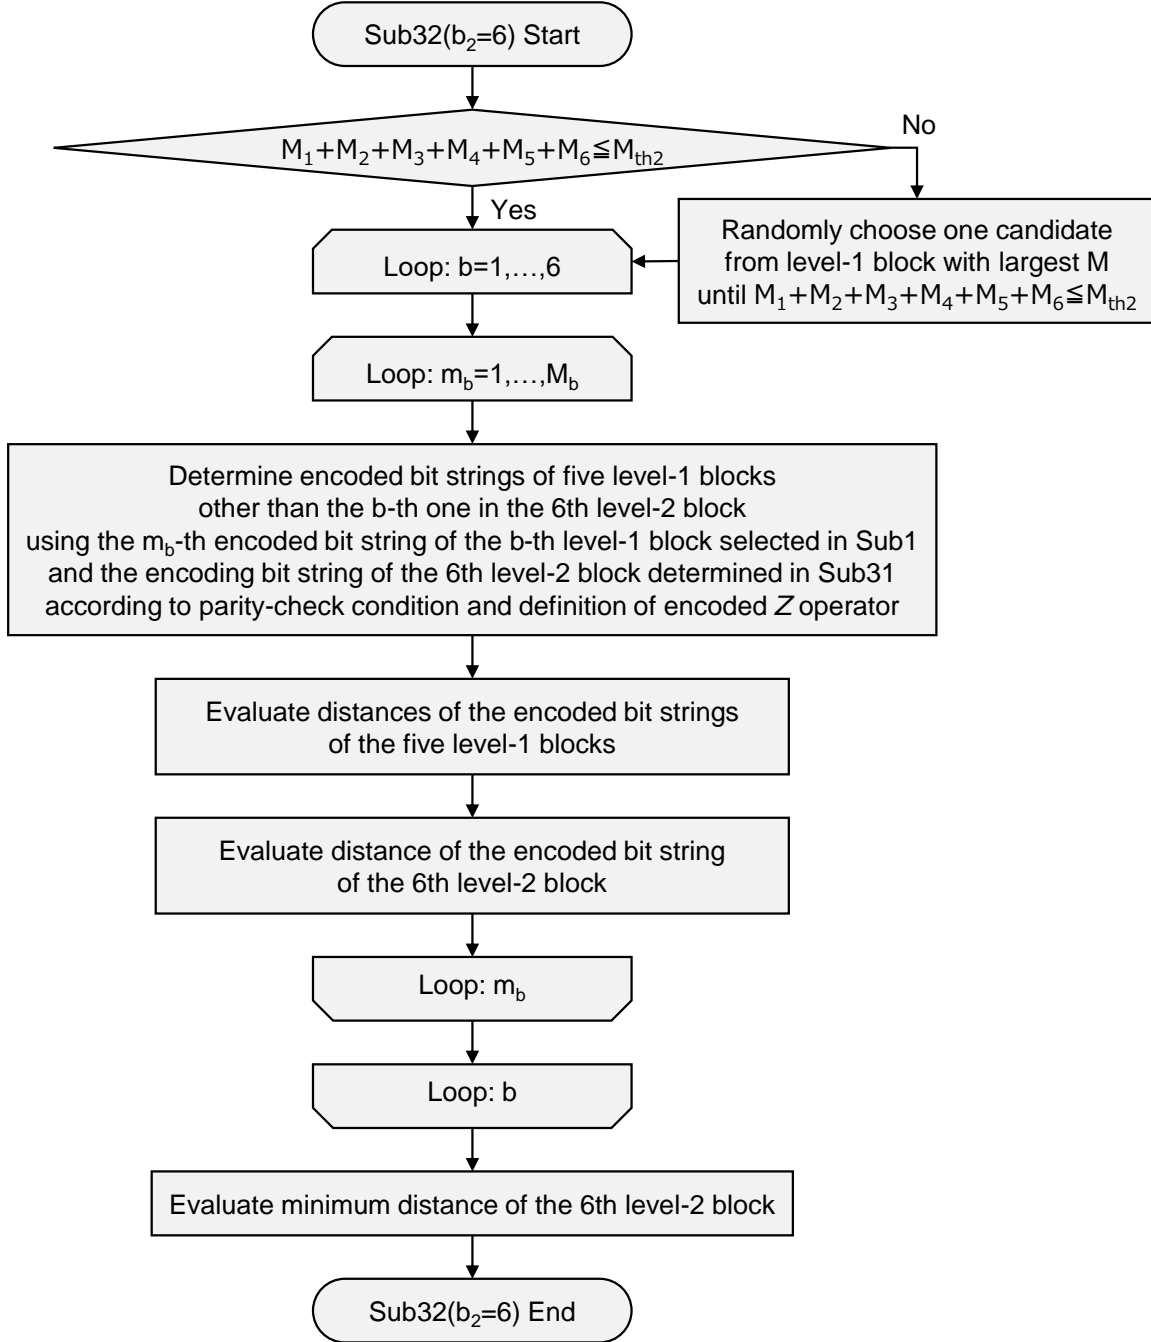 Sub32(b₂=6) Start
M₁+M₂+M₃+M₄+M₅+M₆≦Mₜₕ₂
No
Yes
Randomly choose one candidate
from level-1 block with largest M
until M₁+M₂+M₃+M₄+M₅+M₆≦Mₜₕ₂
Loop: b=1,…,6
Loop: m_b=1,…,M_b
Determine encoded bit strings of five level-1 blocks
other than the b-th one in the 6th level-2 block
using the m_b-th encoded bit string of the b-th level-1 block selected in Sub1
and the encoding bit string of the 6th level-2 block determined in Sub31
according to parity-check condition and definition of encoded Z operator
Evaluate distances of the encoded bit strings
of the five level-1 blocks
Evaluate distance of the encoded bit string
of the 6th level-2 block
Loop: m_b
Loop: b
Evaluate minimum distance of the 6th level-2 block
Sub32(b₂=6) End